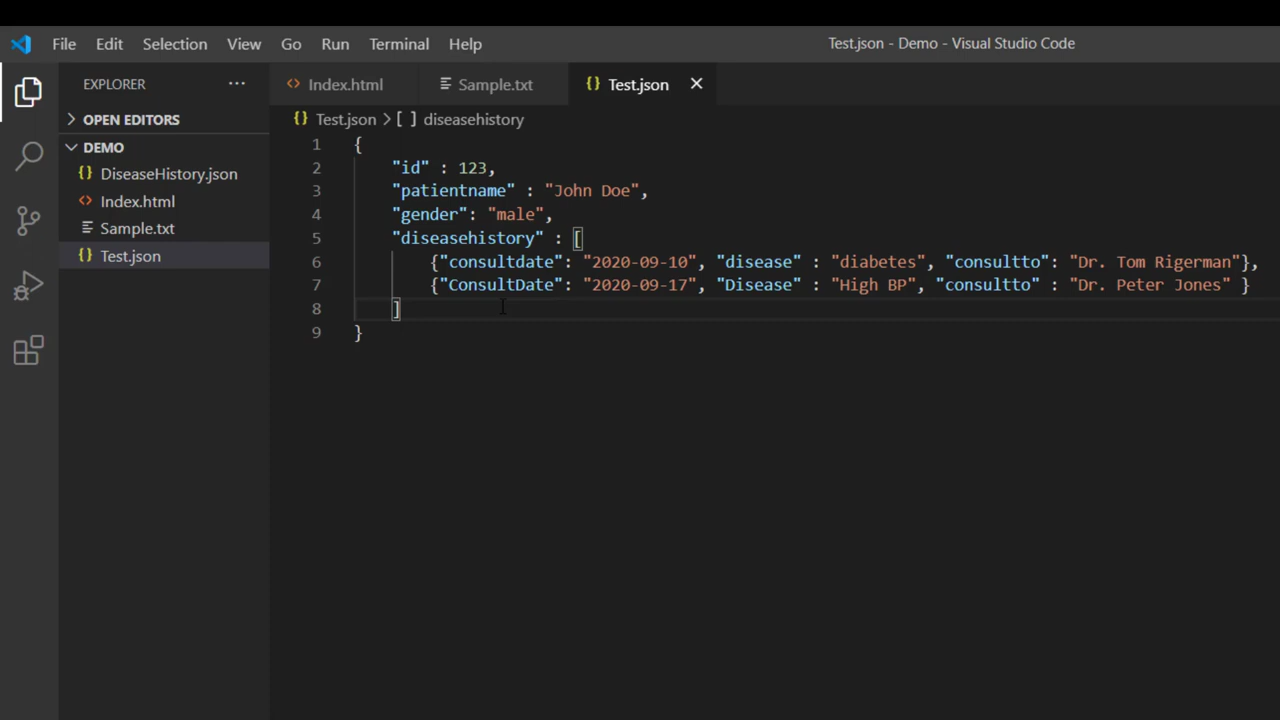 File Edit Selection View Go Run Terminal Help Test.json - Demo - Visual Studio Code
EXPLORER ··· Index.html Sample.txt {} Test.json ×
> OPEN EDITORS {} Test.json > [ ] diseasehistory
DEMO
{} DiseaseHistory.json
<> Index.html
Sample.txt
{} Test.json
1 {
2 "id" : 123,
3 "patientname" : "John Doe",
4 "gender": "male",
5 "diseasehistory" : [
6 {"consultdate": "2020-09-10", "disease" : "diabetes", "consultto": "Dr. Tom Rigerman"},
7 {"ConsultDate": "2020-09-17", "Disease" : "High BP", "consultto" : "Dr. Peter Jones" }
8 ]
9 }